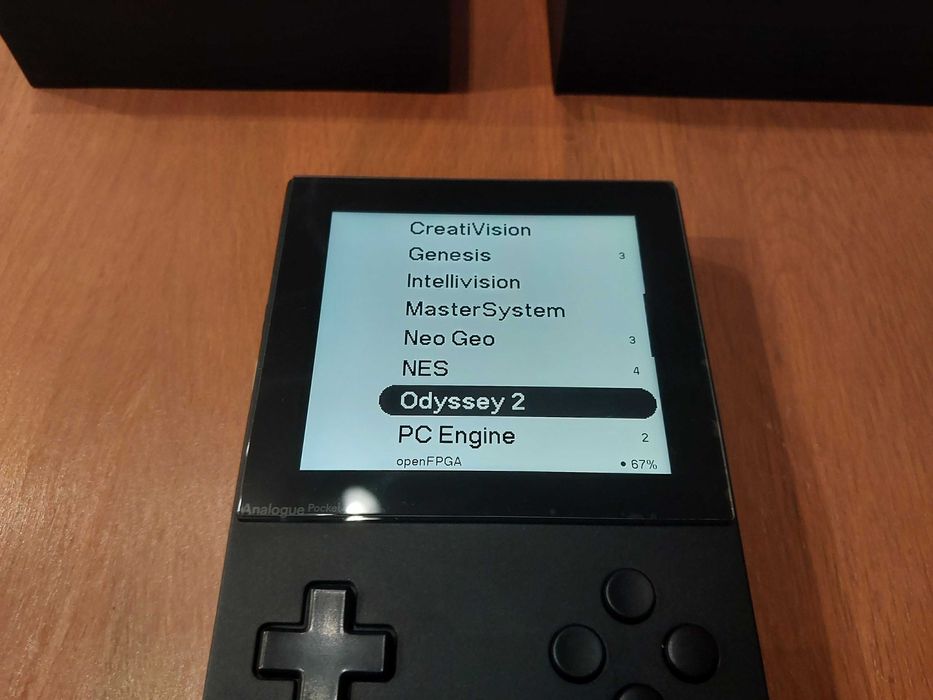 CreatiVision
Genesis 3
Intellivision
MasterSystem
Neo Geo 3
NES 4
Odyssey 2
PC Engine 2
openFPGA • 67%
Analogue Pocket